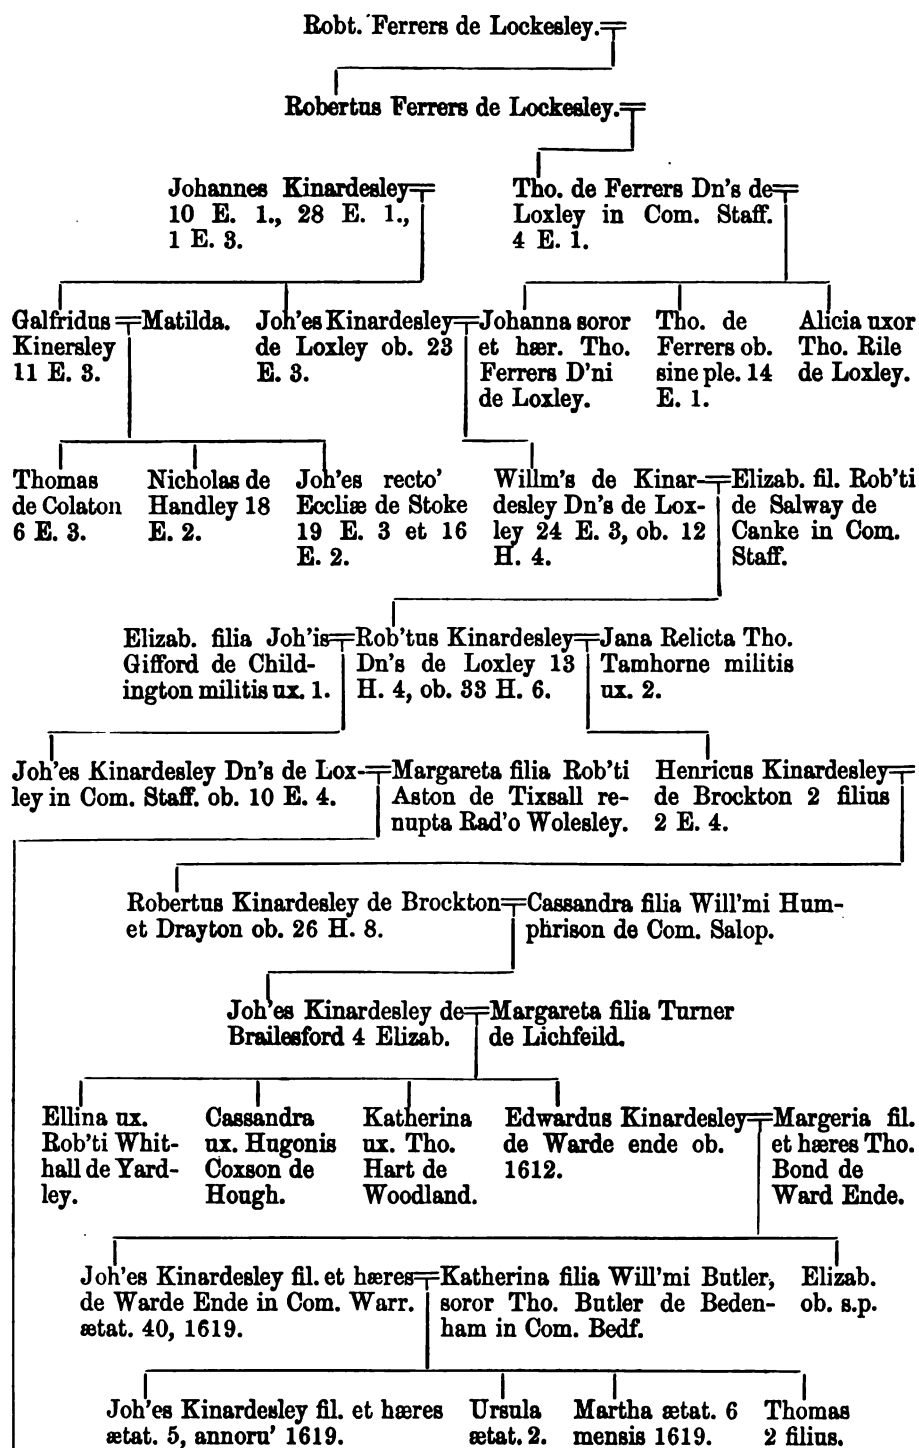 Robt. Ferrers de Lockesley.
Robertus Ferrers de Lockesley.
Johannes Kinardesley
10 E. 1., 28 E. 1.,
1 E. 3.
Tho. de Ferrers Dn's de
Loxley in Com. Staff.
4 E. 1.
Galfridus
Kinersley
11 E. 3.
Matilda.
Joh'es Kinardesley
de Loxley ob. 23
E. 3.
Johanna soror
et hær. Tho.
Ferrers D'ni
de Loxley.
Tho. de
Ferrers ob.
sine ple. 14
E. 1.
Alicia uxor
Tho. Rile
de Loxley.
Thomas
de Colaton
6 E. 3.
Nicholas de
Handley 18
E. 2.
Joh'es recto'
Eccliæ de Stoke
19 E. 3 et 16
E. 2.
Willm's de Kinar-
desley Dn's de Lox-
ley 24 E. 3, ob. 12
H. 4.
Elizab. fil. Rob'ti
de Salway de
Canke in Com.
Staff.
Elizab. filia Joh'is
Gifford de Child-
ington militis ux. 1.
Rob'tus Kinardesley
Dn's de Loxley 13
H. 4, ob. 33 H. 6.
Jana Relicta Tho.
Tamhorne militis
ux. 2.
Joh'es Kinardesley Dn's de Lox-
ley in Com. Staff. ob. 10 E. 4.
Margareta filia Rob'ti
Aston de Tixsall re-
nupta Rad'o Wolesley.
Henricus Kinardesley
de Brockton 2 filius
2 E. 4.
Robertus Kinardesley de Brockton
et Drayton ob. 26 H. 8.
Cassandra filia Will'mi Hum-
phrison de Com. Salop.
Joh'es Kinardesley de
Brailesford 4 Elizab.
Margareta filia Turner
de Lichfeild.
Ellina ux.
Rob'ti Whit-
hall de Yard-
ley.
Cassandra
ux. Hugonis
Coxson de
Hough.
Katherina
ux. Tho.
Hart de
Woodland.
Edwardus Kinardesley
de Warde ende ob.
1612.
Margeria fil.
et hæres Tho.
Bond de
Ward Ende.
Joh'es Kinardesley fil. et hæres
de Warde Ende in Com. Warr.
ætat. 40, 1619.
Katherina filia Will'mi Butler,
soror Tho. Butler de Beden-
ham in Com. Bedf.
Elizab.
ob. s.p.
Joh'es Kinardesley fil. et hæres
ætat. 5, annoru' 1619.
Ursula
ætat. 2.
Martha ætat. 6
mensis 1619.
Thomas
2 filius.